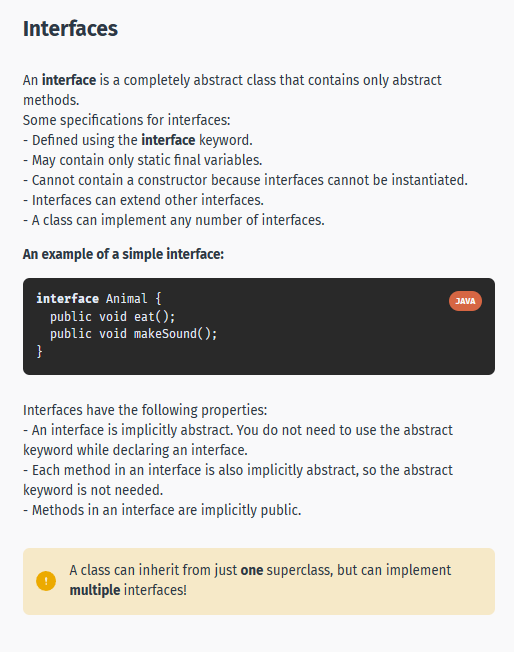 Interfaces
An interface is a completely abstract class that contains only abstract
methods.
Some specifications for interfaces:
- Defined using the interface keyword.
- May contain only static final variables.
- Cannot contain a constructor because interfaces cannot be instantiated.
- Interfaces can extend other interfaces.
- A class can implement any number of interfaces.
An example of a simple interface:
interface Animal {
JAVA
  public void eat();
  public void makeSound();
}
Interfaces have the following properties:
- An interface is implicitly abstract. You do not need to use the abstract
keyword while declaring an interface.
- Each method in an interface is also implicitly abstract, so the abstract
keyword is not needed.
- Methods in an interface are implicitly public.
! A class can inherit from just one superclass, but can implement
multiple interfaces!